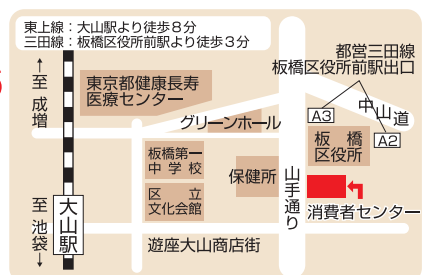 東上線：大山駅より徒歩８分
三田線：板橋区役所前駅より徒歩３分
都営三田線
板橋区役所前駅出口
↑
至
成増
東京都健康長寿
医療センター
グリーンホール
A3
中山道
A2
板橋
区役所
板橋第一
中学校
保健所
山手通り
区立
文化会館
消費者センター
至
池袋
↓
大山駅
遊座大山商店街